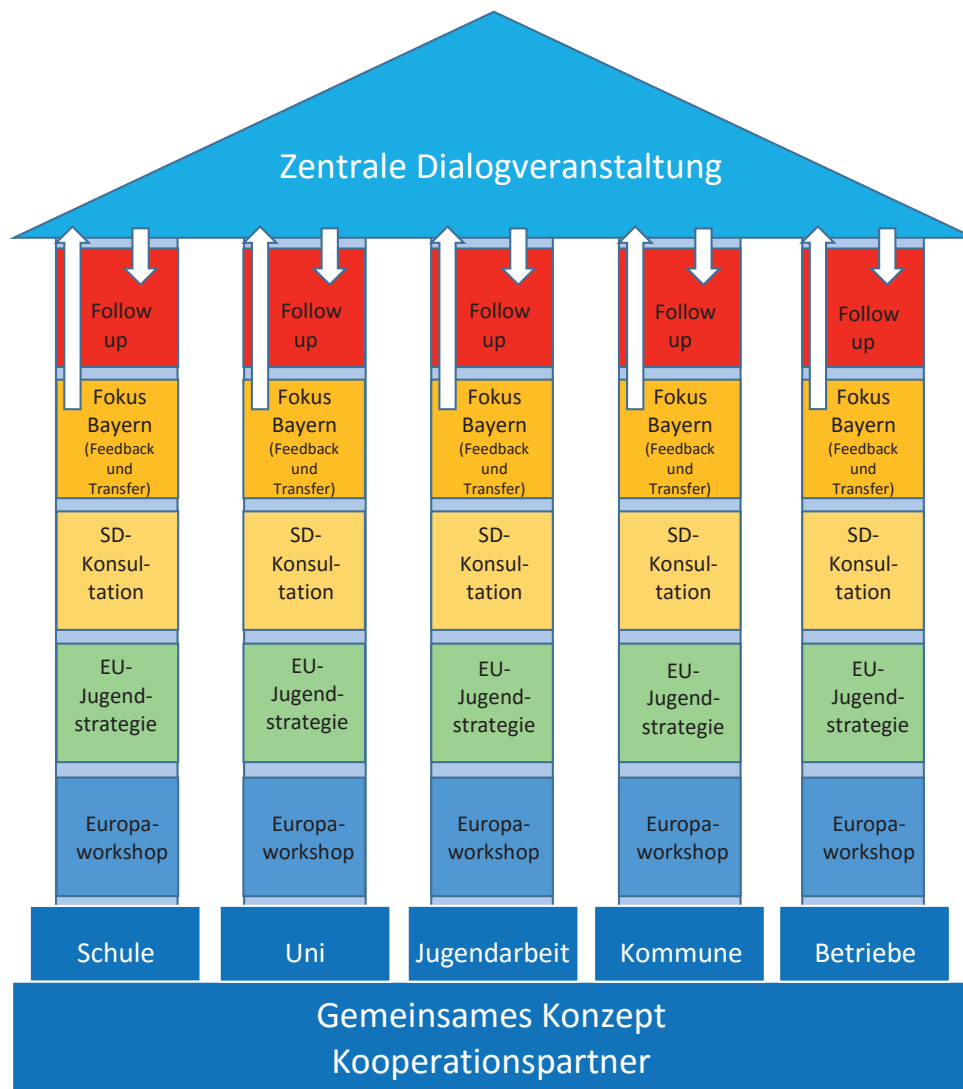 Zentrale Dialogveranstaltung
Follow
up
Follow
up
Follow
up
Follow
up
Follow
up
Fokus
Bayern
(Feedback
und
Transfer)
Fokus
Bayern
(Feedback
und
Transfer)
Fokus
Bayern
(Feedback
und
Transfer)
Fokus
Bayern
(Feedback
und
Transfer)
Fokus
Bayern
(Feedback
und
Transfer)
SD-
Konsul-
tation
SD-
Konsul-
tation
SD-
Konsul-
tation
SD-
Konsul-
tation
SD-
Konsul-
tation
EU-
Jugend-
strategie
EU-
Jugend-
strategie
EU-
Jugend-
strategie
EU-
Jugend-
strategie
EU-
Jugend-
strategie
Europa-
workshop
Europa-
workshop
Europa-
workshop
Europa-
workshop
Europa-
workshop
Schule
Uni
Jugendarbeit
Kommune
Betriebe
Gemeinsames Konzept
Kooperationspartner